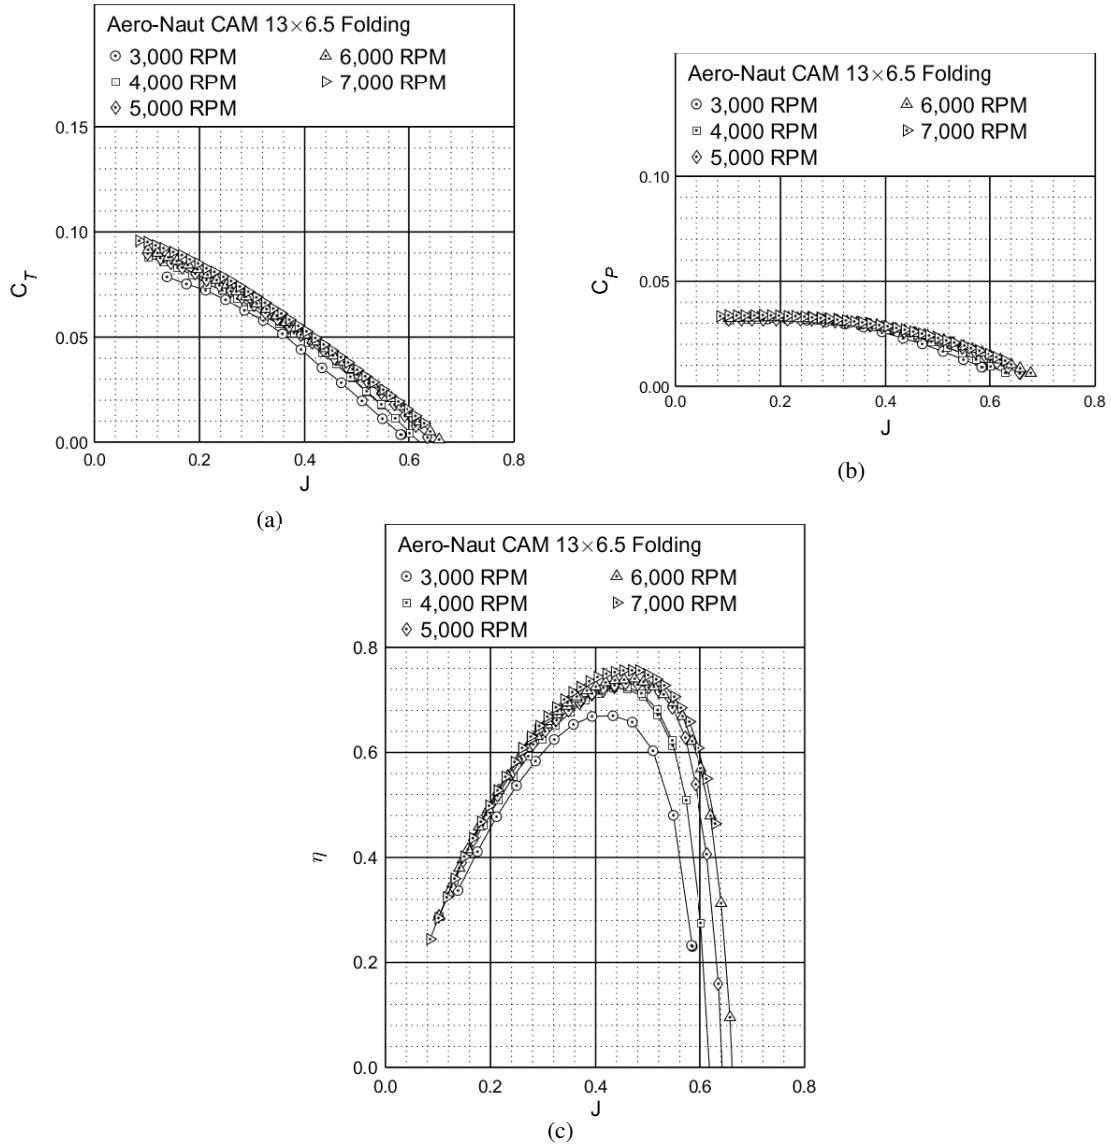 Aero-Naut CAM 13×6.5 Folding
3,000 RPM 6,000 RPM
4,000 RPM 7,000 RPM
5,000 RPM
0.15
0.10
0.05
0.00
C_T
0.0 0.2 0.4 0.6 0.8
J
(a)
Aero-Naut CAM 13×6.5 Folding
3,000 RPM 6,000 RPM
4,000 RPM 7,000 RPM
5,000 RPM
0.10
0.05
0.00
C_P
0.0 0.2 0.4 0.6 0.8
J
(b)
Aero-Naut CAM 13×6.5 Folding
3,000 RPM 6,000 RPM
4,000 RPM 7,000 RPM
5,000 RPM
0.8
0.6
0.4
0.2
0.0
η
0.0 0.2 0.4 0.6 0.8
J
(c)